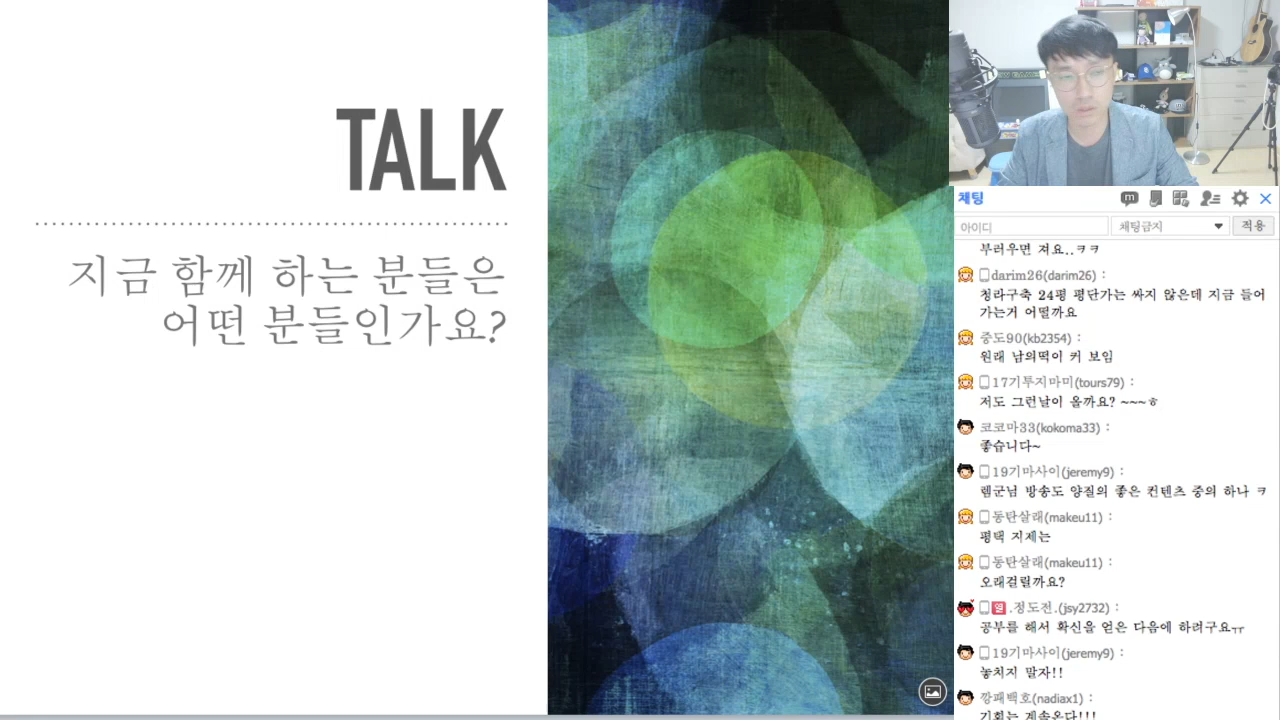 TALK
지금 함께 하는 분들은
어떤 분들인가요?
채팅
아이디
채팅금지
적용
부러우면 져요..ㅋㅋ
darim26(darim26) :
청라구축 24평 평단가는 싸지 않은데 지금 들어
가는거 어떨까요
중도90(kb2354) :
원래 남의떡이 커 보임
17기투지마미(tours79) :
저도 그런날이 올까요? ~~~ㅎ
코코마33(kokoma33) :
좋습니다~
19기마사이(jeremy9) :
렘군님 방송도 양질의 좋은 컨텐츠 중의 하나 ㅋ
동탄살래(makeu11) :
평택 지제는
동탄살래(makeu11) :
오래걸릴까요?
열 .정도전.(jsy2732) :
공부를 해서 확신을 얻은 다음에 하려구요ㅠ
19기마사이(jeremy9) :
놓치지 말자!!
깡패백호(nadiax1) :
기회는 계속온다!!!